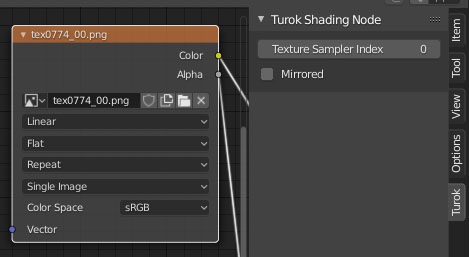 tex0774_00.png
Color
Alpha
tex0774_00.png
Linear
Flat
Repeat
Single Image
Color Space sRGB
Vector
Turok Shading Node
Texture Sampler Index 0
Mirrored
Item
Tool
View
Options
Turok